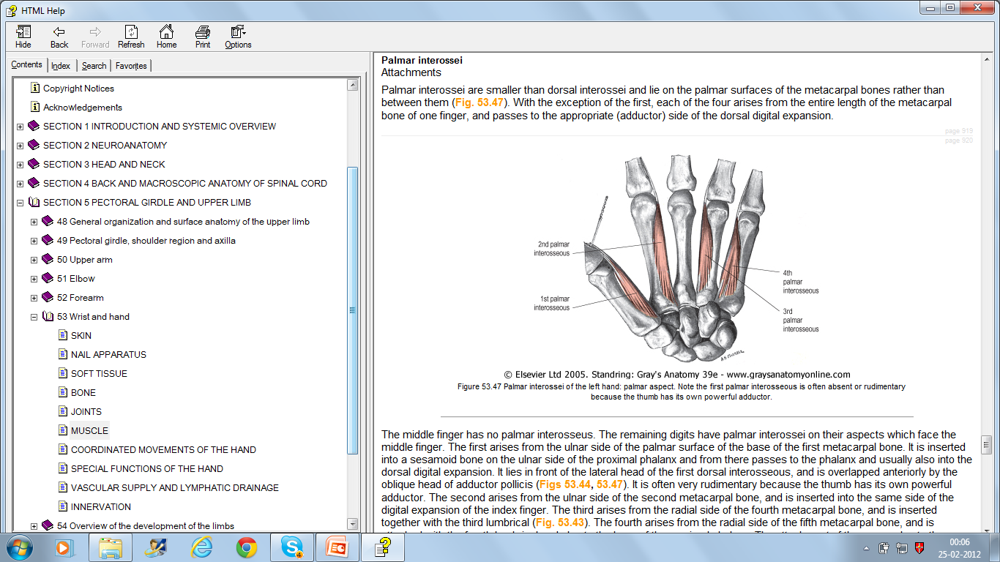 HTML Help
Hide
Back
Forward
Refresh
Home
Print
Options
Contents
Index
Search
Favorites
Copyright Notices
Acknowledgements
SECTION 1 INTRODUCTION AND SYSTEMIC OVERVIEW
SECTION 2 NEUROANATOMY
SECTION 3 HEAD AND NECK
SECTION 4 BACK AND MACROSCOPIC ANATOMY OF SPINAL CORD
SECTION 5 PECTORAL GIRDLE AND UPPER LIMB
48 General organization and surface anatomy of the upper limb
49 Pectoral girdle, shoulder region and axilla
50 Upper arm
51 Elbow
52 Forearm
53 Wrist and hand
SKIN
NAIL APPARATUS
SOFT TISSUE
BONE
JOINTS
MUSCLE
COORDINATED MOVEMENTS OF THE HAND
SPECIAL FUNCTIONS OF THE HAND
VASCULAR SUPPLY AND LYMPHATIC DRAINAGE
INNERVATION
54 Overview of the development of the limbs
Palmar interossei
Attachments
Palmar interossei are smaller than dorsal interossei and lie on the palmar surfaces of the metacarpal bones rather than
between them (Fig. 53.47). With the exception of the first, each of the four arises from the entire length of the metacarpal
bone of one finger, and passes to the appropriate (adductor) side of the dorsal digital expansion.
page 919
page 920
2nd palmar
interosseous
1st palmar
interosseous
4th
palmar
interosseous
3rd
palmar
interosseous
© Elsevier Ltd 2005. Standring: Gray's Anatomy 39e - www.graysanatomyonline.com
Figure 53.47 Palmar interossei of the left hand: palmar aspect. Note the first palmar interosseous is often absent or rudimentary
because the thumb has its own powerful adductor.
The middle finger has no palmar interosseus. The remaining digits have palmar interossei on their aspects which face the
middle finger. The first arises from the ulnar side of the palmar surface of the base of the first metacarpal bone. It is inserted
into a sesamoid bone on the ulnar side of the proximal phalanx and from there passes to the phalanx and usually also into the
dorsal digital expansion. It lies in front of the lateral head of the first dorsal interosseous, and is overlapped anteriorly by the
oblique head of adductor pollicis (Figs 53.44, 53.47). It is often very rudimentary because the thumb has its own powerful
adductor. The second arises from the ulnar side of the second metacarpal bone, and is inserted into the same side of the
digital expansion of the index finger. The third arises from the radial side of the fourth metacarpal bone, and is inserted
together with the third lumbrical (Fig. 53.43). The fourth arises from the radial side of the fifth metacarpal bone, and is
4
00:06
25-02-2012